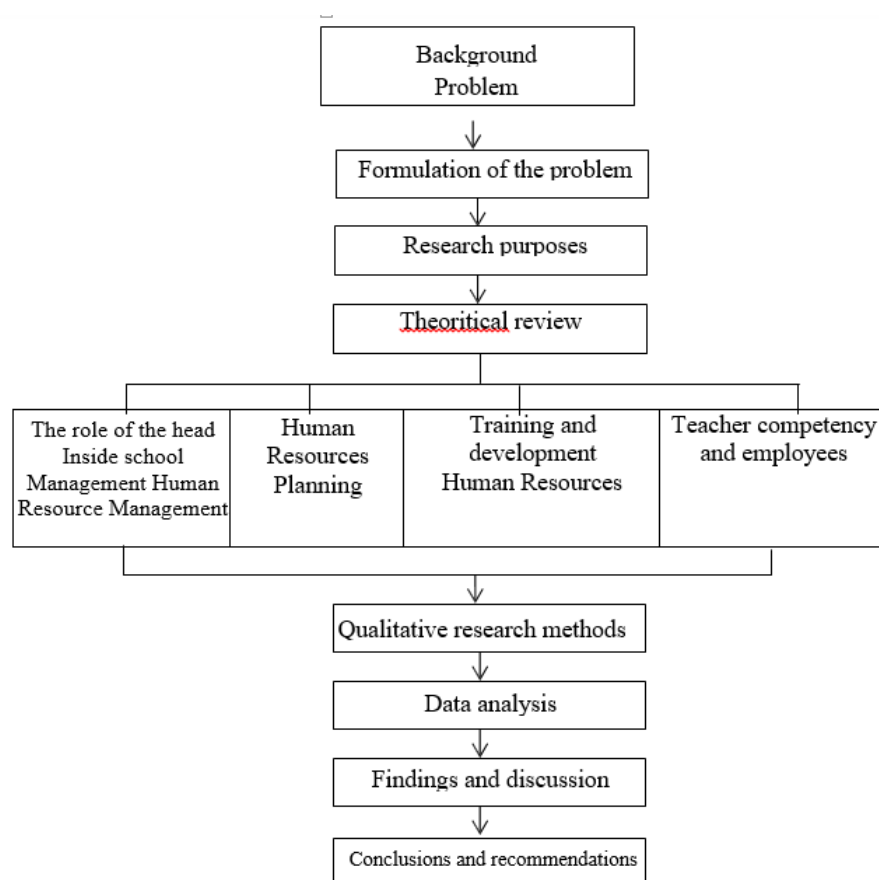 Background
Problem
Formulation of the problem
Research purposes
Theoritical review
The role of the head
Inside school
Management Human
Resource Management
Human
Resources
Planning
Training and
development
Human Resources
Teacher competency
and employees
Qualitative research methods
Data analysis
Findings and discussion
Conclusions and recommendations